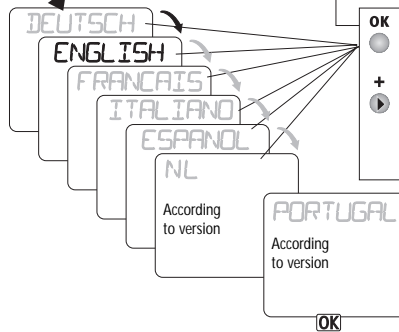 DEUTSCH
ENGLISH
FRANCAIS
ITALIANO
ESPANOL
NL
According
to version
PORTUGAL
According
to version
OK
OK
+